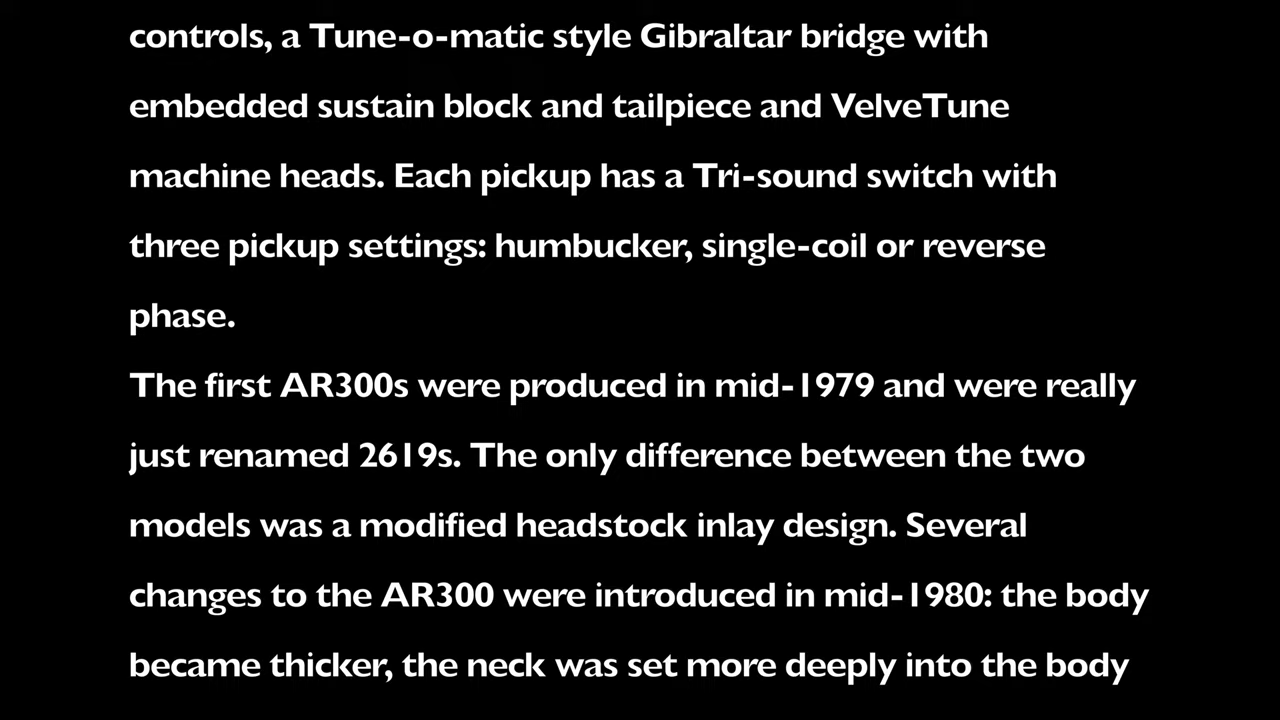 controls, a Tune-o-matic style Gibraltar bridge with
embedded sustain block and tailpiece and VelveTune
machine heads. Each pickup has a Tri-sound switch with
three pickup settings: humbucker, single-coil or reverse
phase.
The first AR300s were produced in mid-1979 and were really
just renamed 2619s. The only difference between the two
models was a modified headstock inlay design. Several
changes to the AR300 were introduced in mid-1980: the body
became thicker, the neck was set more deeply into the body